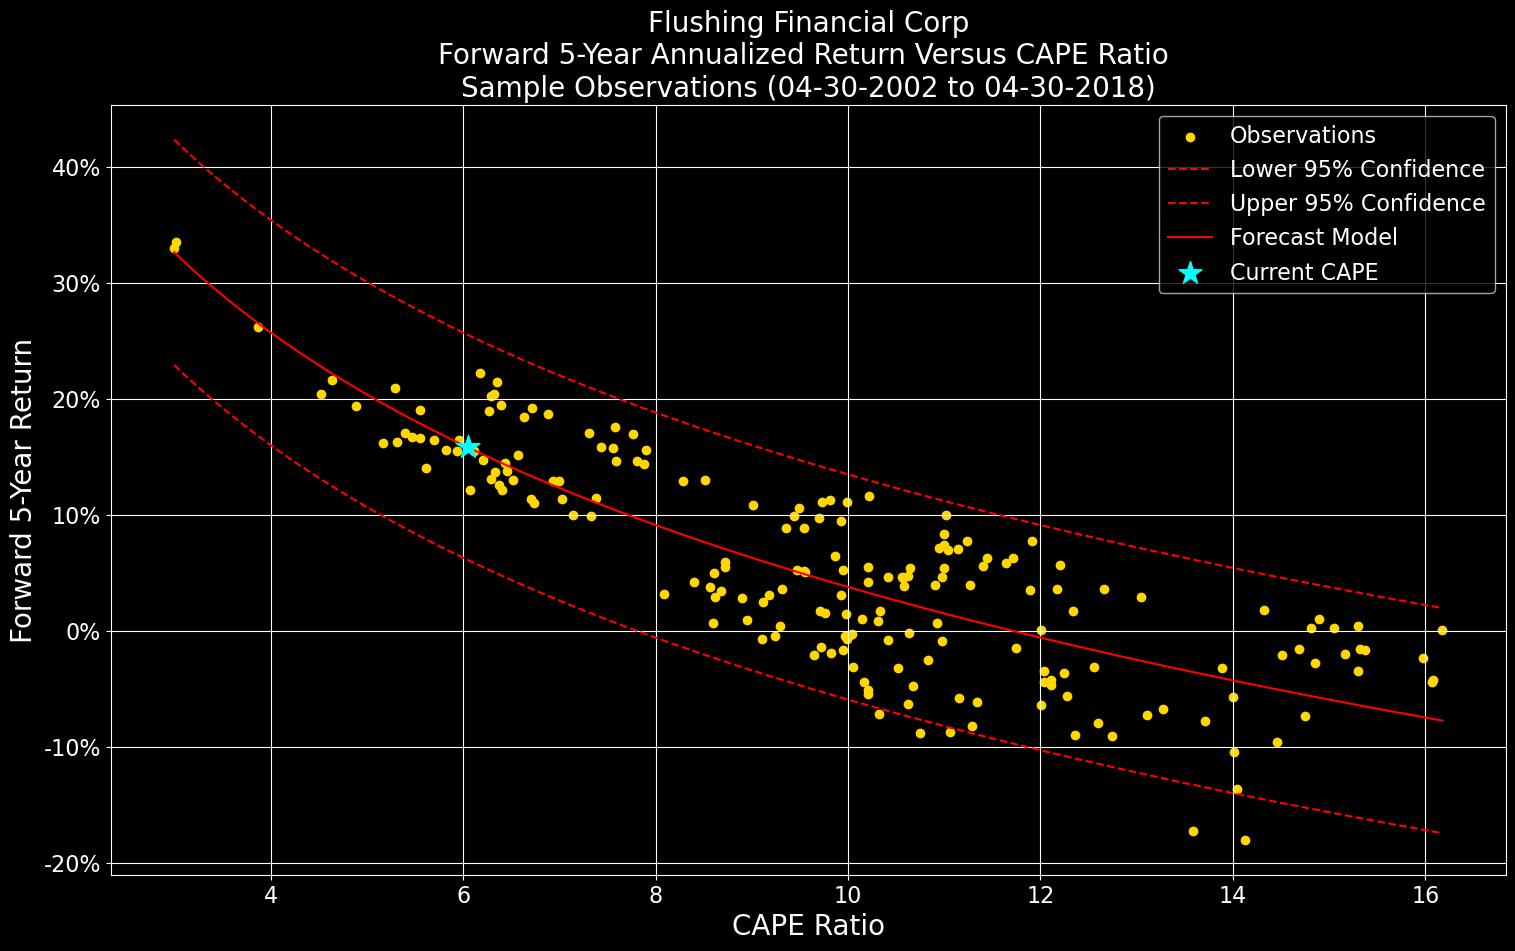 Flushing Financial Corp
Forward 5-Year Annualized Return Versus CAPE Ratio
Sample Observations (04-30-2002 to 04-30-2018)
Observations
Lower 95% Confidence
Upper 95% Confidence
Forecast Model
Current CAPE
Forward 5-Year Return
40%
30%
20%
10%
0%
-10%
-20%
4 6 8 10 12 14 16
CAPE Ratio